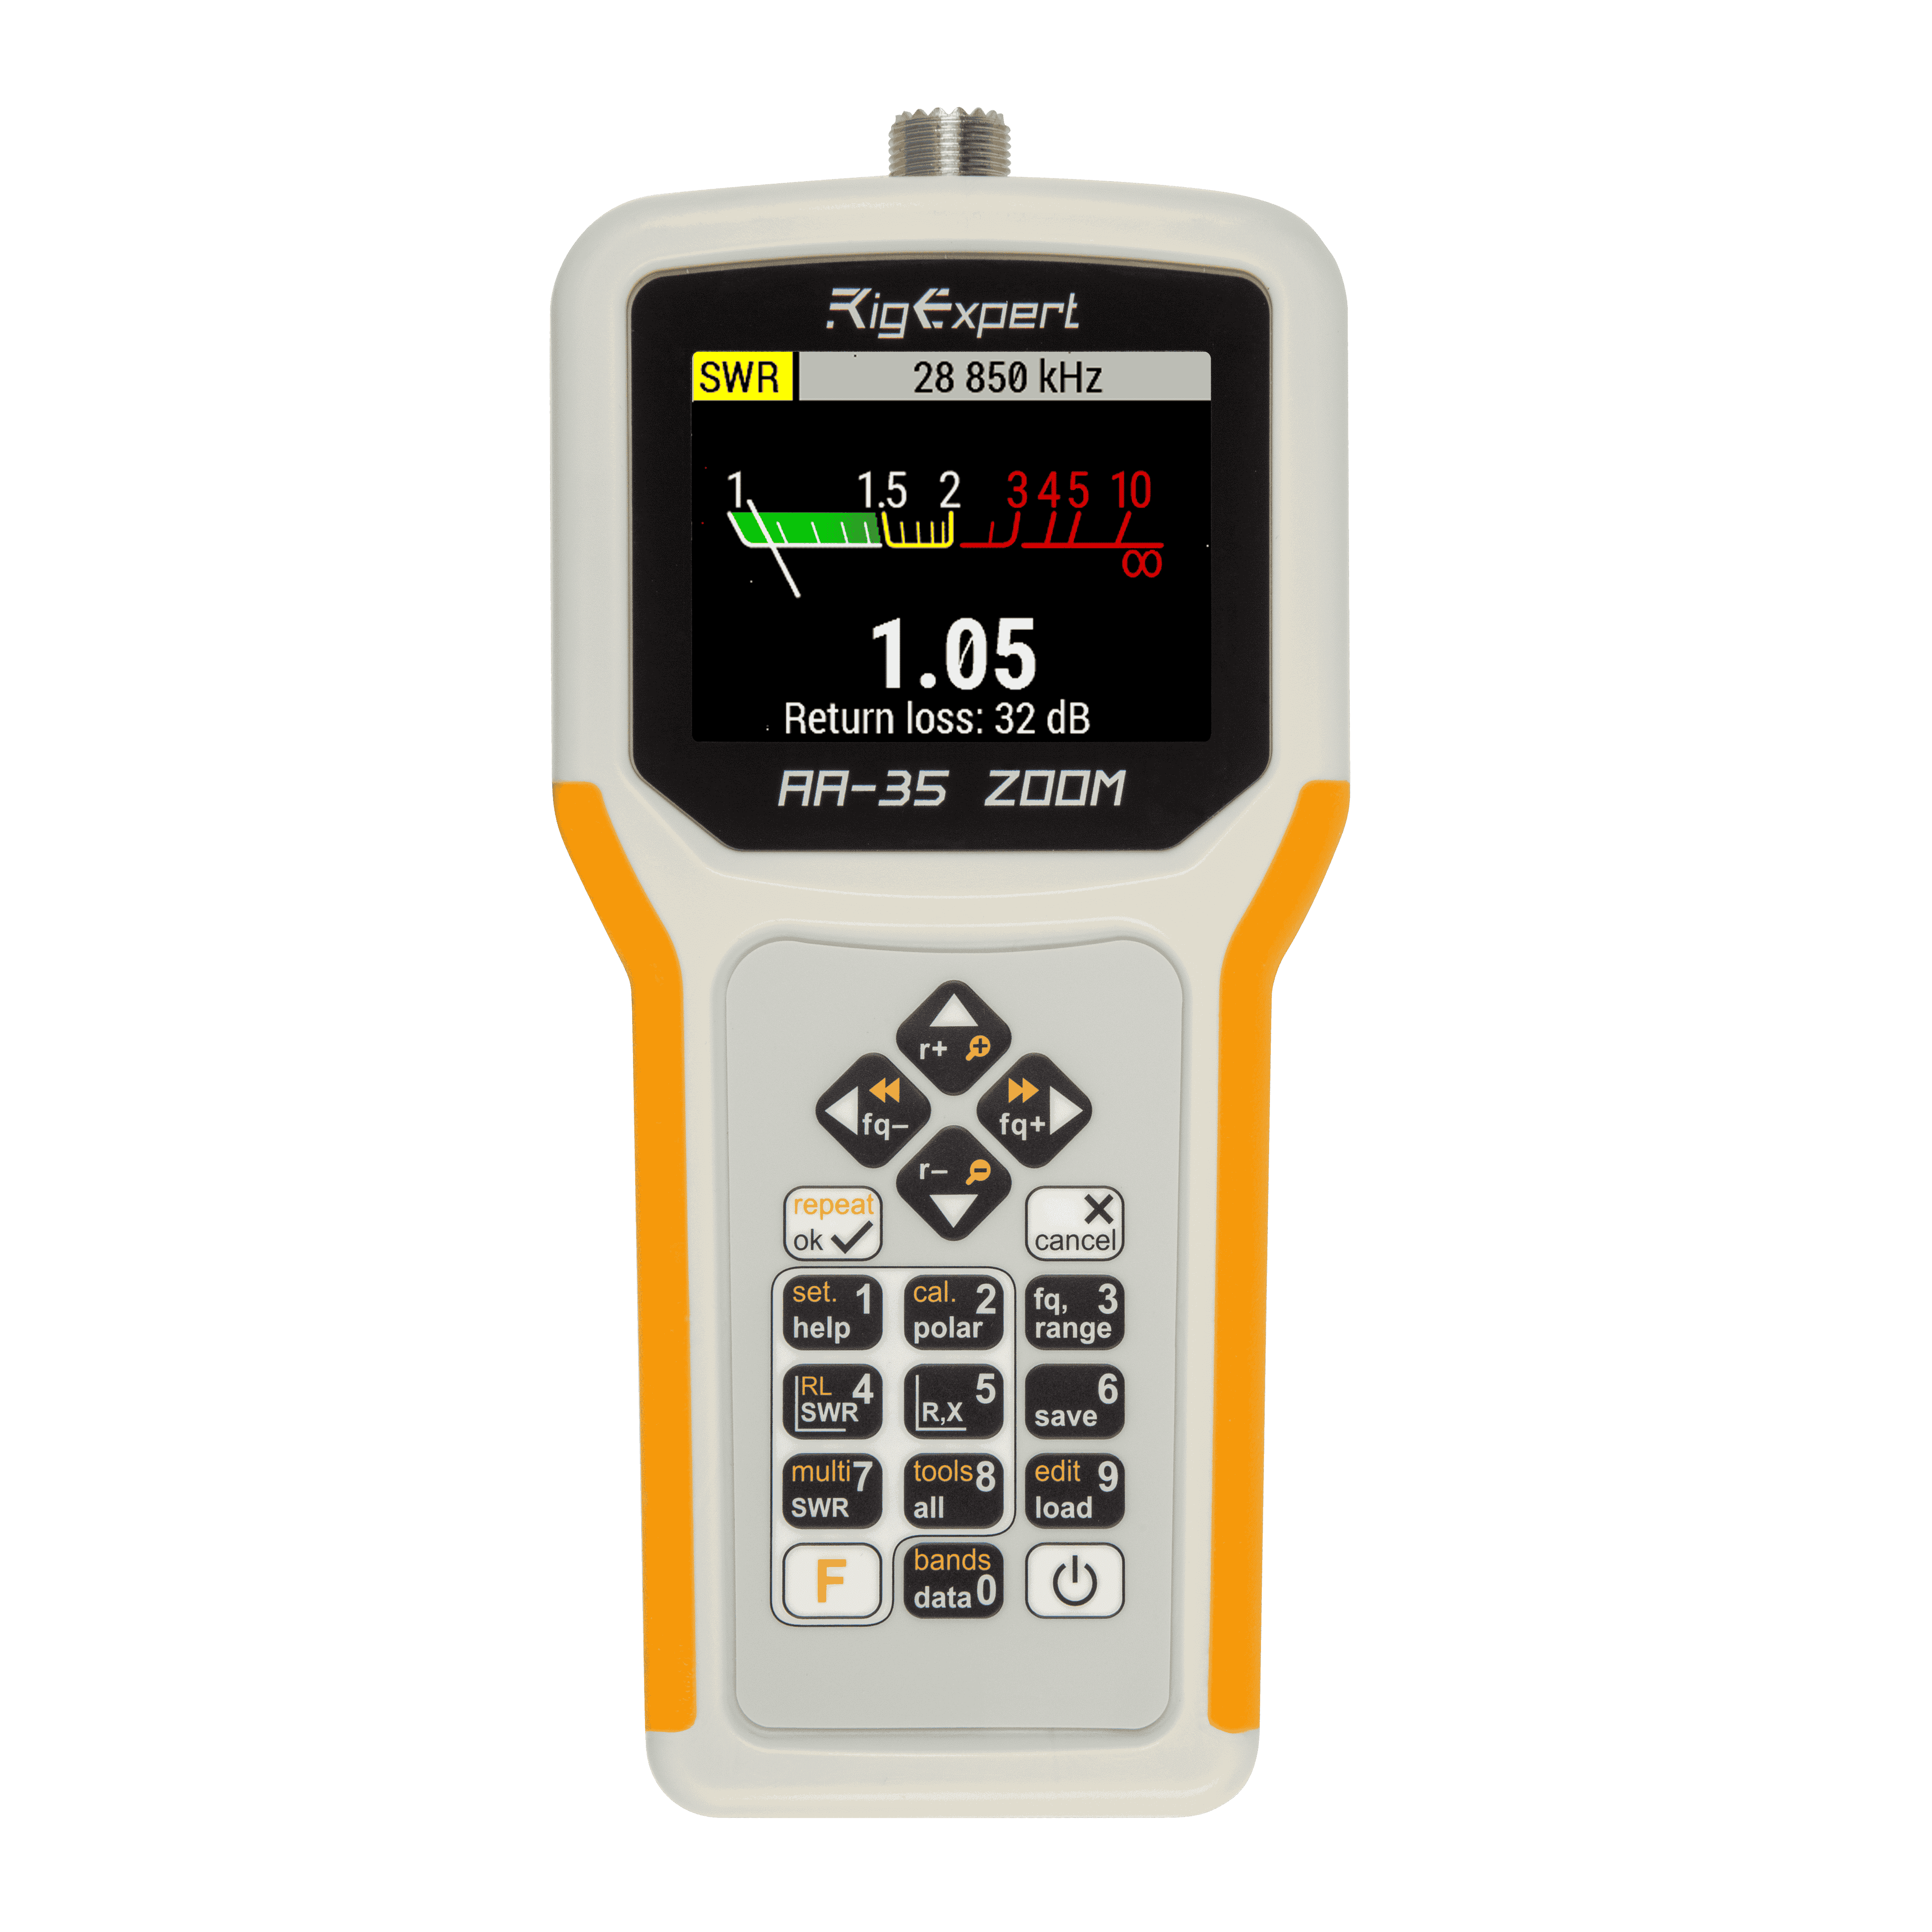 RigExpert
SWR 28 850 kHz
1 1.5 2 3 4 5 10
∞
1.05
Return loss: 32 dB
AA-35 ZOOM
r+
fq–
fq+
r–
repeat
ok
cancel
set. 1
help
cal. 2
polar
fq, 3
range
RL 4
SWR
5
R,X
6
save
multi 7
SWR
tools 8
all
edit 9
load
F
bands
data 0